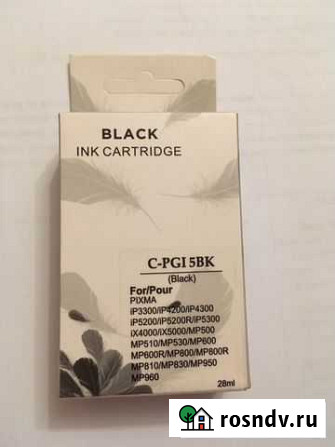 BLACK
INK CARTRIDGE
C-PGI 5BK
(Black)
For/Pour
PIXMA
iP3300/iP4200/iP4300
iP5200/iP5200R/iP5300
iX4000/iX5000/MP500
MP510/MP530/MP600
MP600R/MP800/MP800R
MP810/MP830/MP950
MP960
28ml
rosndv.ru